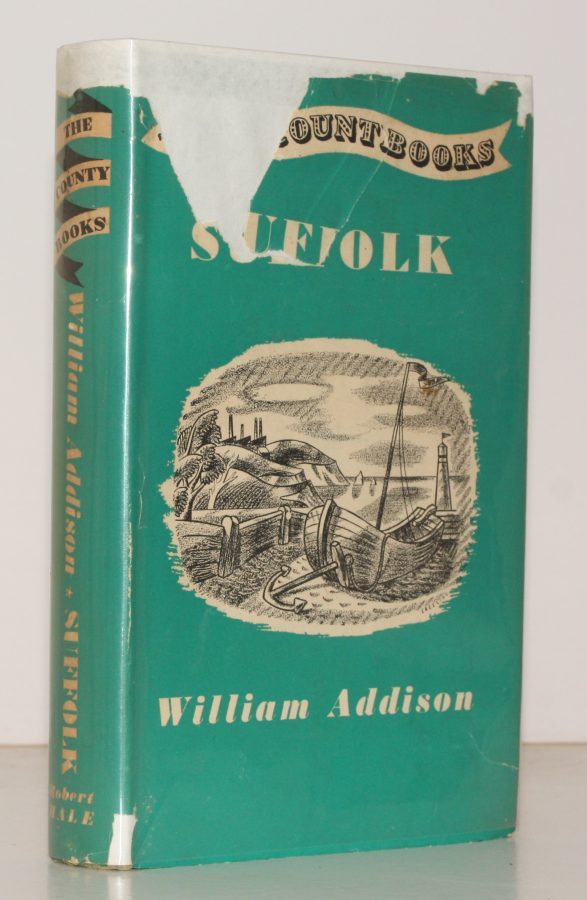 THE
COUNTY
BOOKS
William Addison * SUFFOLK
Robert
HALE
COUNTBOOKS
SUFFOLK
William Addison